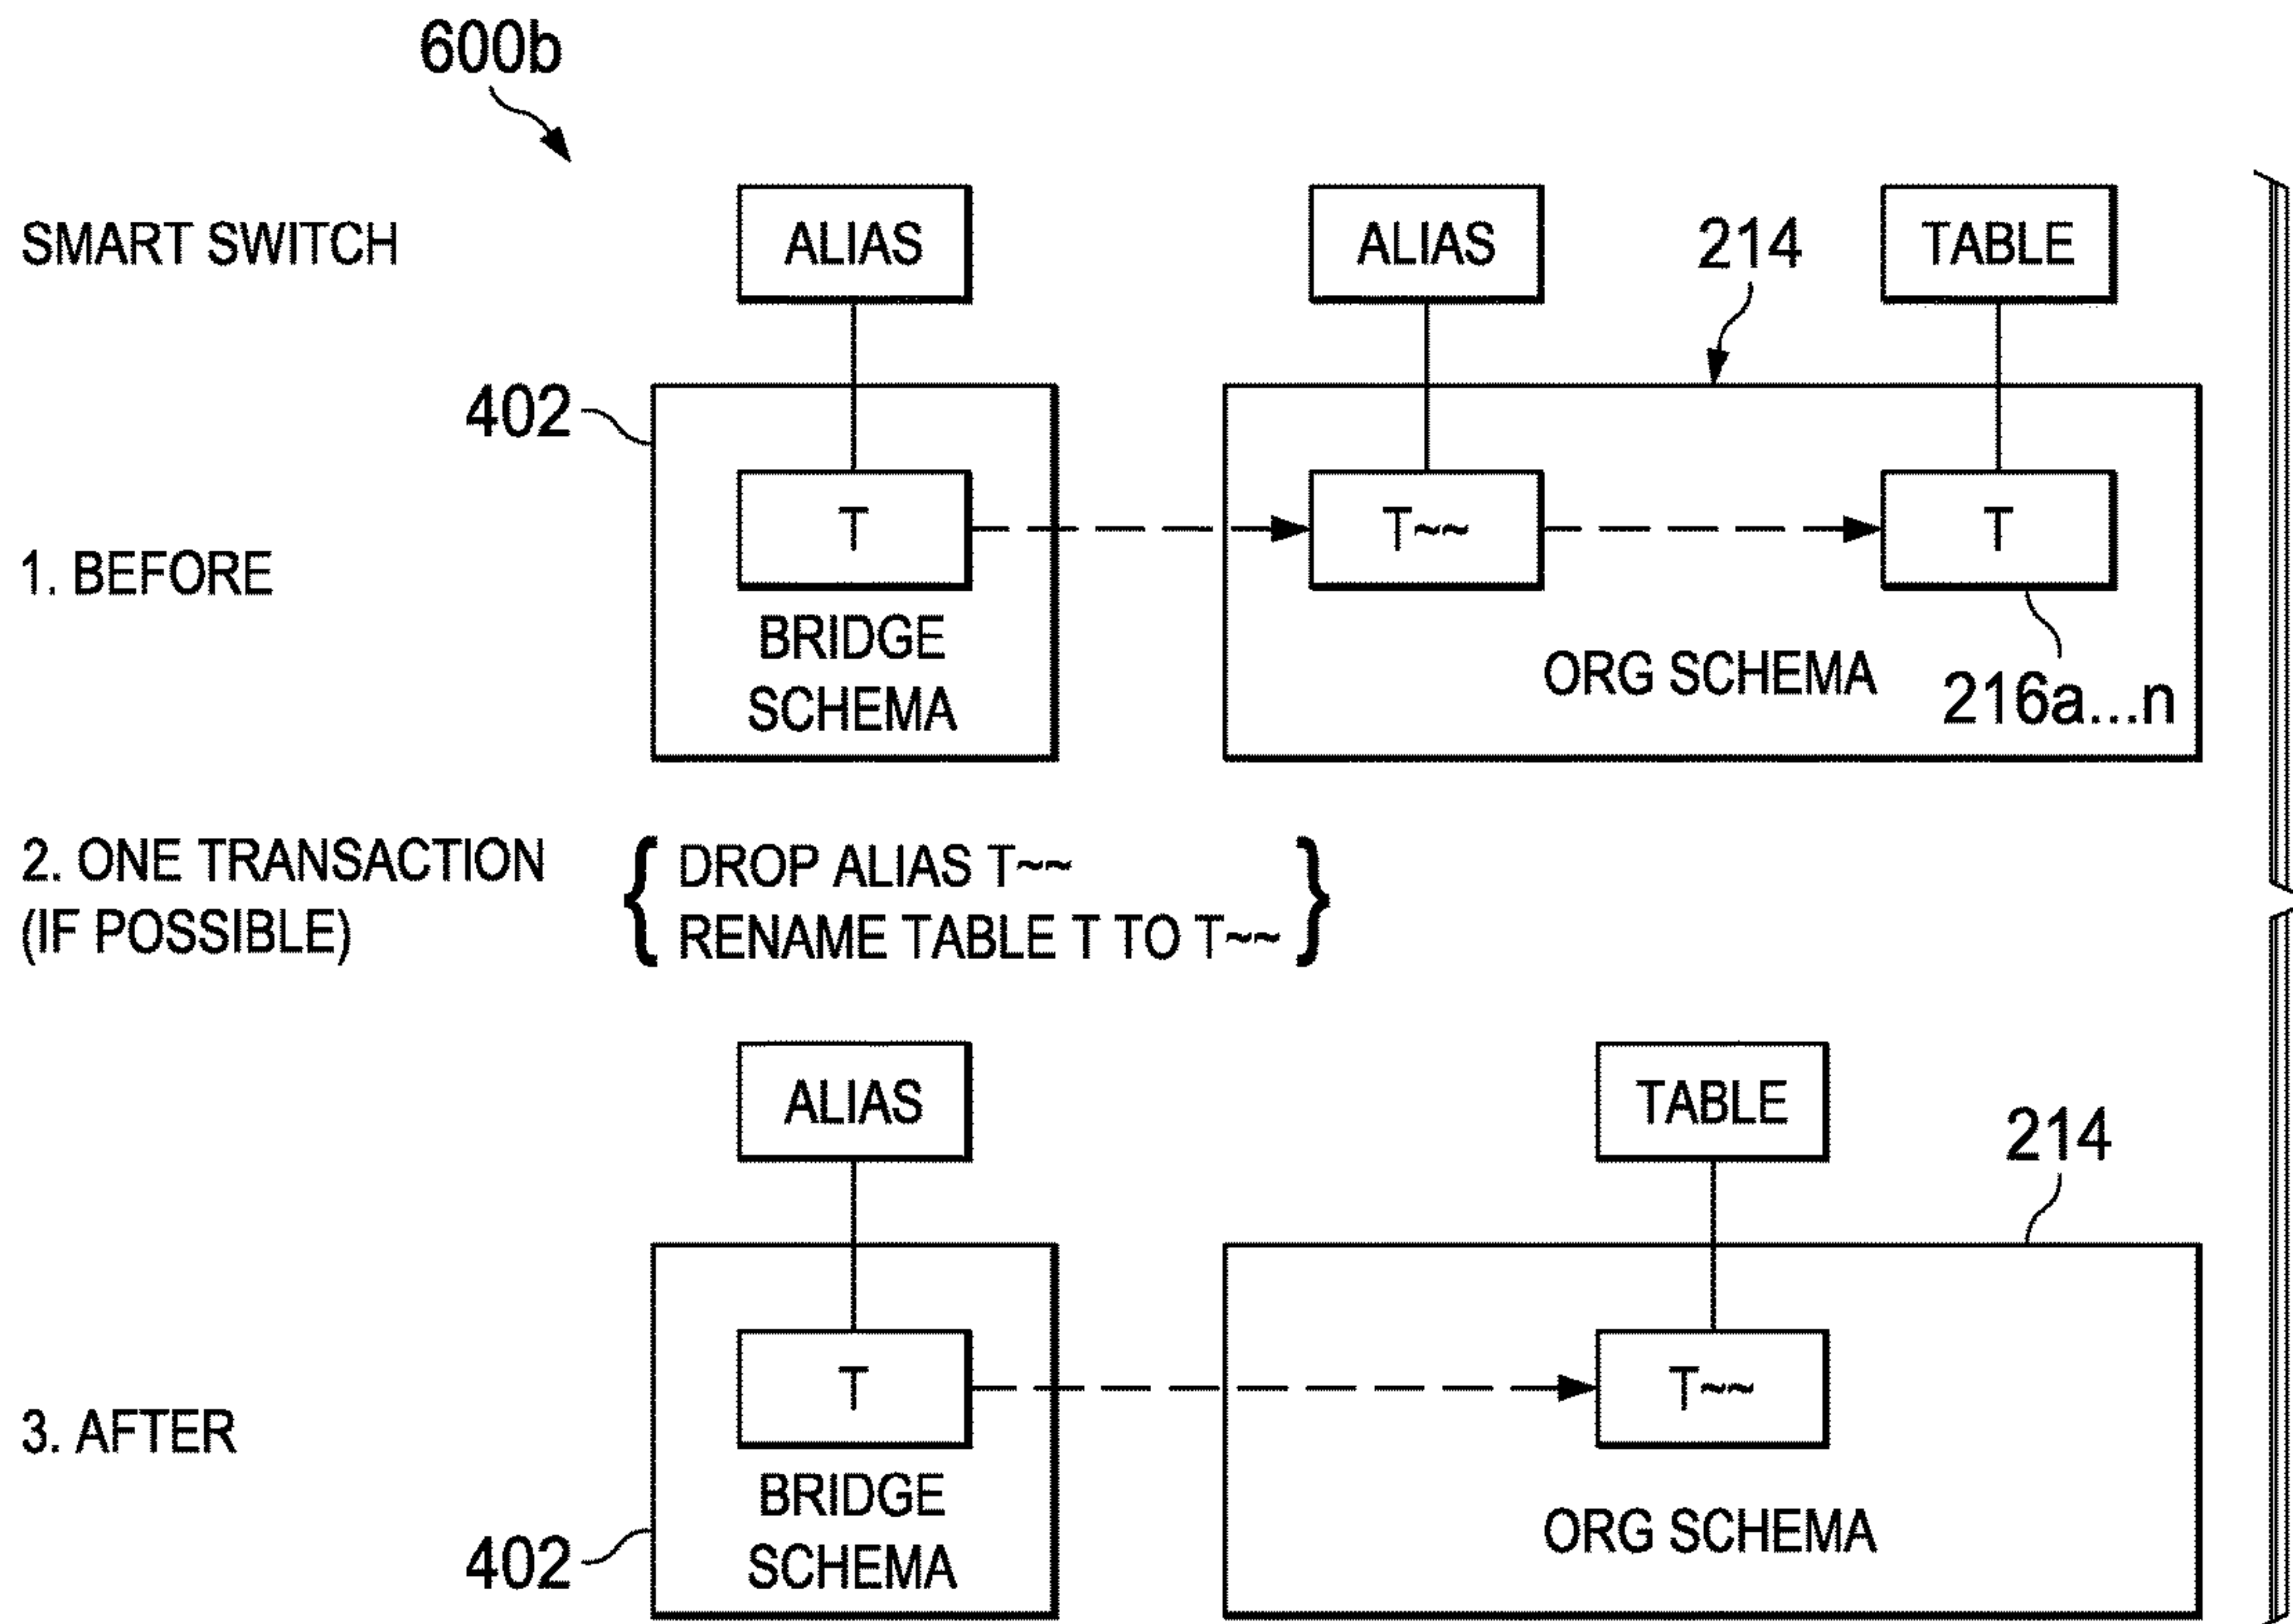 600b
SMART SWITCH
ALIAS
ALIAS
214
TABLE
402
1. BEFORE
T
T~~
T
BRIDGE
SCHEMA
ORG SCHEMA
216a...n
2. ONE TRANSACTION
(IF POSSIBLE)
{ DROP ALIAS T~~
RENAME TABLE T TO T~~ }
ALIAS
TABLE
214
3. AFTER
T
T~~
BRIDGE
SCHEMA
402
ORG SCHEMA